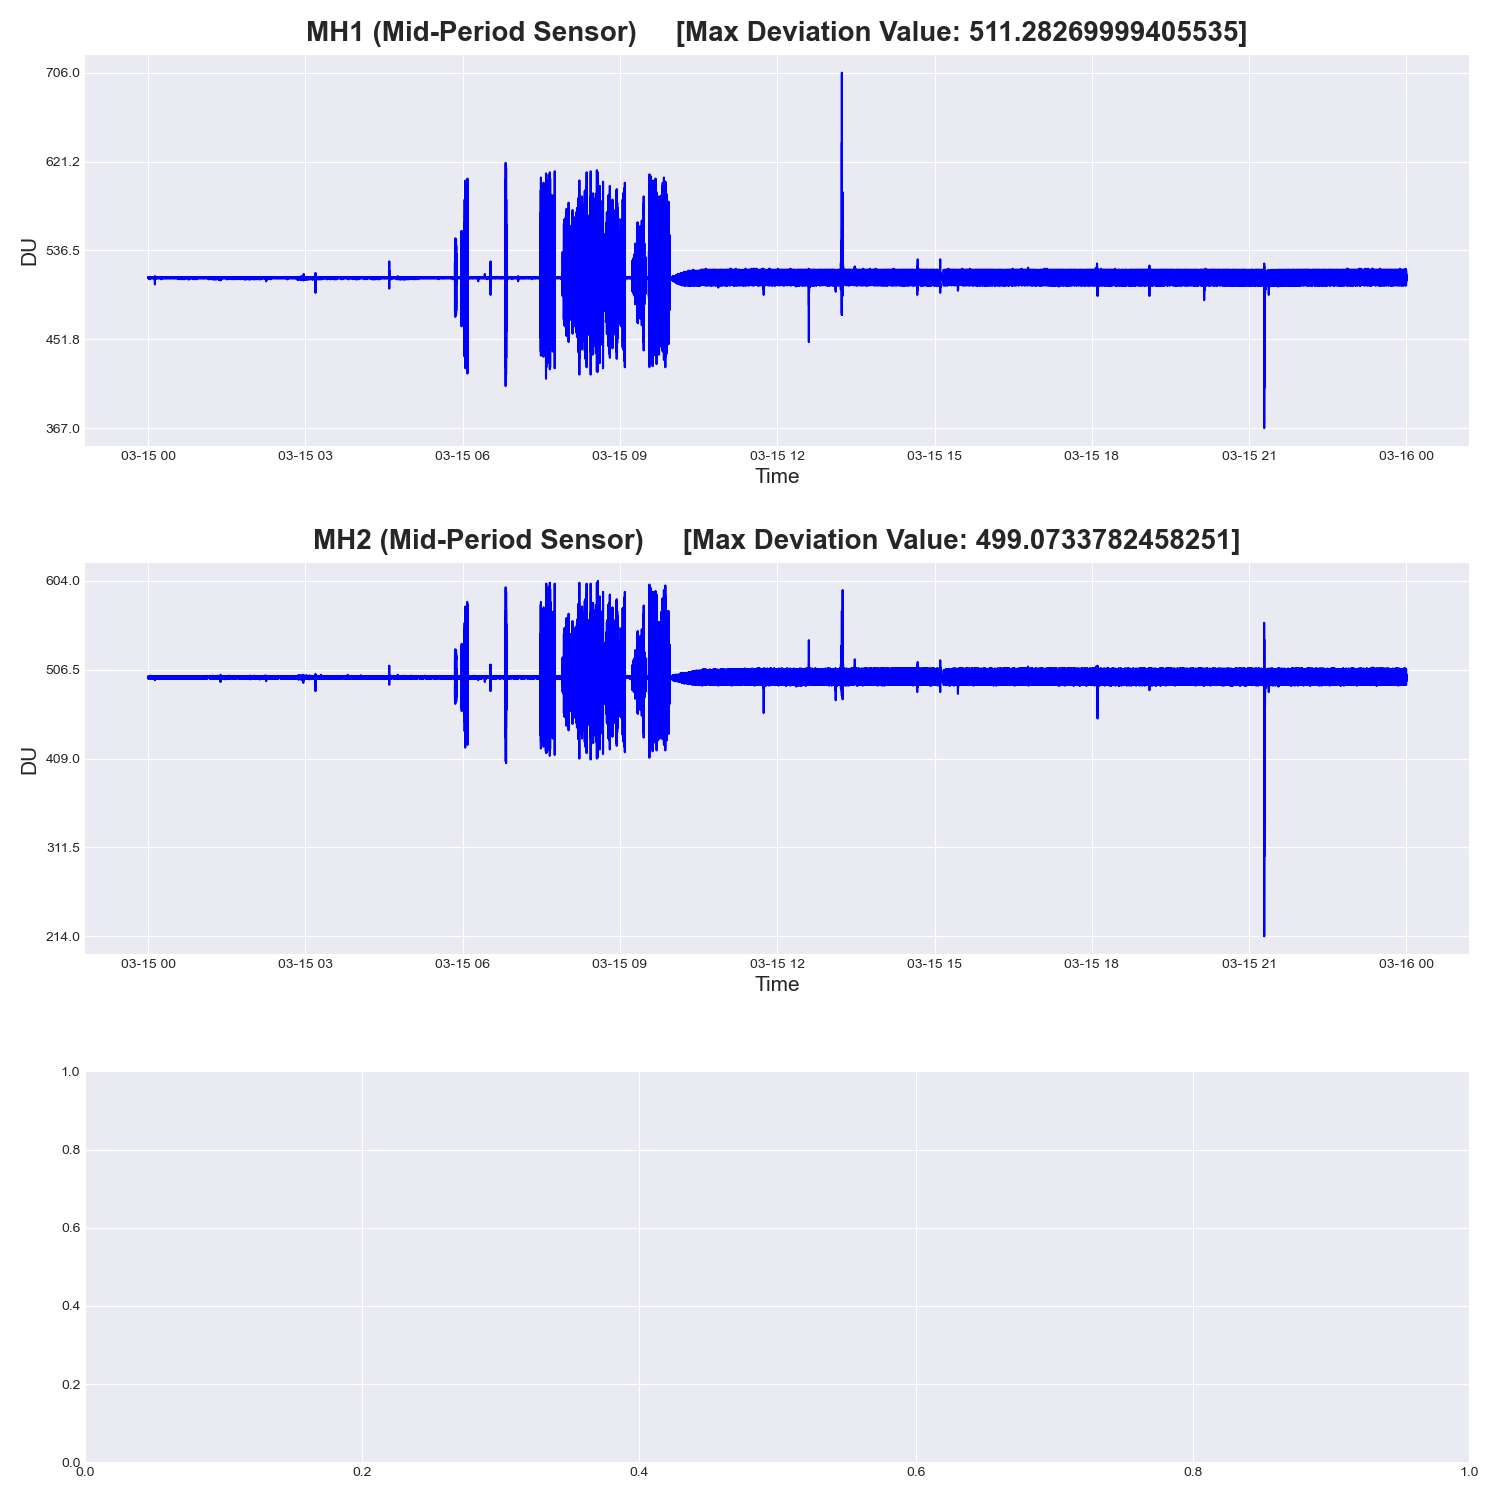 MH1 (Mid-Period Sensor) [Max Deviation Value: 511.28269999405535]
706.0
621.2
536.5
451.8
367.0
DU
03-15 00 03-15 03 03-15 06 03-15 09 03-15 12 03-15 15 03-15 18 03-15 21 03-16 00
Time
MH2 (Mid-Period Sensor) [Max Deviation Value: 499.0733782458251]
604.0
506.5
409.0
311.5
214.0
DU
03-15 00 03-15 03 03-15 06 03-15 09 03-15 12 03-15 15 03-15 18 03-15 21 03-16 00
Time
1.0
0.8
0.6
0.4
0.2
0.0
0.0 0.2 0.4 0.6 0.8 1.0